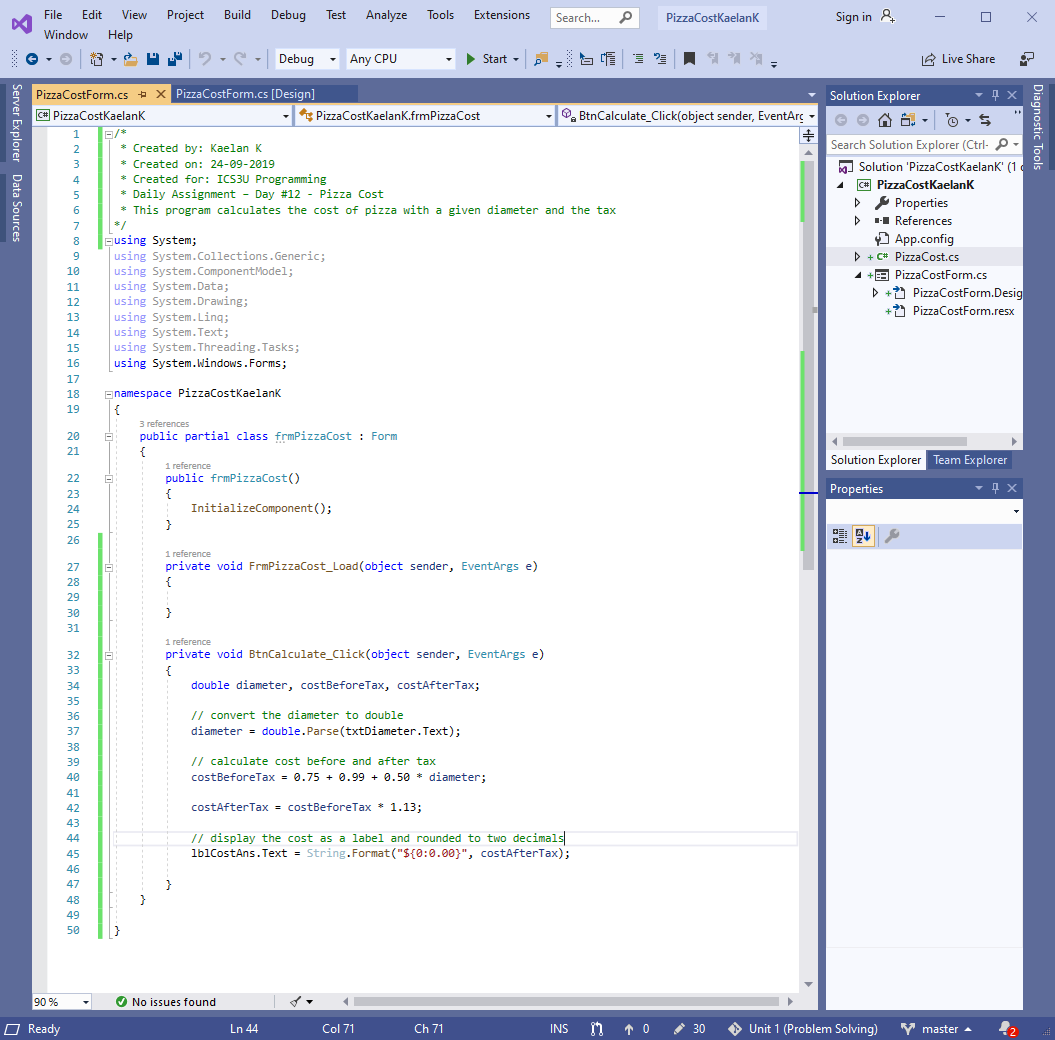 File Edit View Project Build Debug Test Analyze Tools Extensions Search... PizzaCostKaelanK Sign in
Window Help
Debug Any CPU Start Live Share
Server Explorer
Data Sources
PizzaCostForm.cs PizzaCostForm.cs [Design]
PizzaCostKaelanK PizzaCostKaelanK.frmPizzaCost BtnCalculate_Click(object sender, EventArg
1 /*
2 * Created by: Kaelan K
3 * Created on: 24-09-2019
4 * Created for: ICS3U Programming
5 * Daily Assignment – Day #12 - Pizza Cost
6 * This program calculates the cost of pizza with a given diameter and the tax
7 */
8 using System;
9 using System.Collections.Generic;
10 using System.ComponentModel;
11 using System.Data;
12 using System.Drawing;
13 using System.Linq;
14 using System.Text;
15 using System.Threading.Tasks;
16 using System.Windows.Forms;
17
18 namespace PizzaCostKaelanK
19 {
3 references
20 public partial class frmPizzaCost : Form
21 {
1 reference
22 public frmPizzaCost()
23 {
24 InitializeComponent();
25 }
26
1 reference
27 private void FrmPizzaCost_Load(object sender, EventArgs e)
28 {
29
30 }
31
1 reference
32 private void BtnCalculate_Click(object sender, EventArgs e)
33 {
34 double diameter, costBeforeTax, costAfterTax;
35
36 // convert the diameter to double
37 diameter = double.Parse(txtDiameter.Text);
38
39 // calculate cost before and after tax
40 costBeforeTax = 0.75 + 0.99 + 0.50 * diameter;
41
42 costAfterTax = costBeforeTax * 1.13;
43
44 // display the cost as a label and rounded to two decimals
45 lblCostAns.Text = String.Format("${0:0.00}", costAfterTax);
46
47 }
48 }
49
50 }
90 % No issues found
Solution Explorer
Search Solution Explorer (Ctrl-
Solution 'PizzaCostKaelanK' (1 c
C# PizzaCostKaelanK
Properties
References
App.config
C# PizzaCost.cs
PizzaCostForm.cs
PizzaCostForm.Desig
PizzaCostForm.resx
Solution Explorer Team Explorer
Properties
Diagnostic Tools
Ready Ln 44 Col 71 Ch 71 INS 0 30 Unit 1 (Problem Solving) master 2